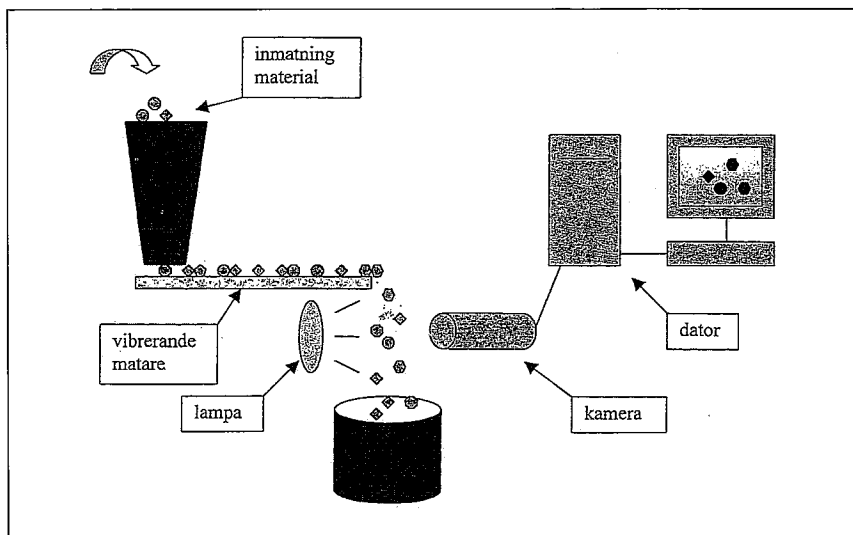 inmatning
material
vibrerande
matare
lampa
dator
kamera